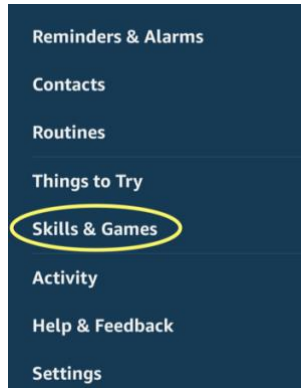 Reminders & Alarms
Contacts
Routines
Things to Try
Skills & Games
Activity
Help & Feedback
Settings